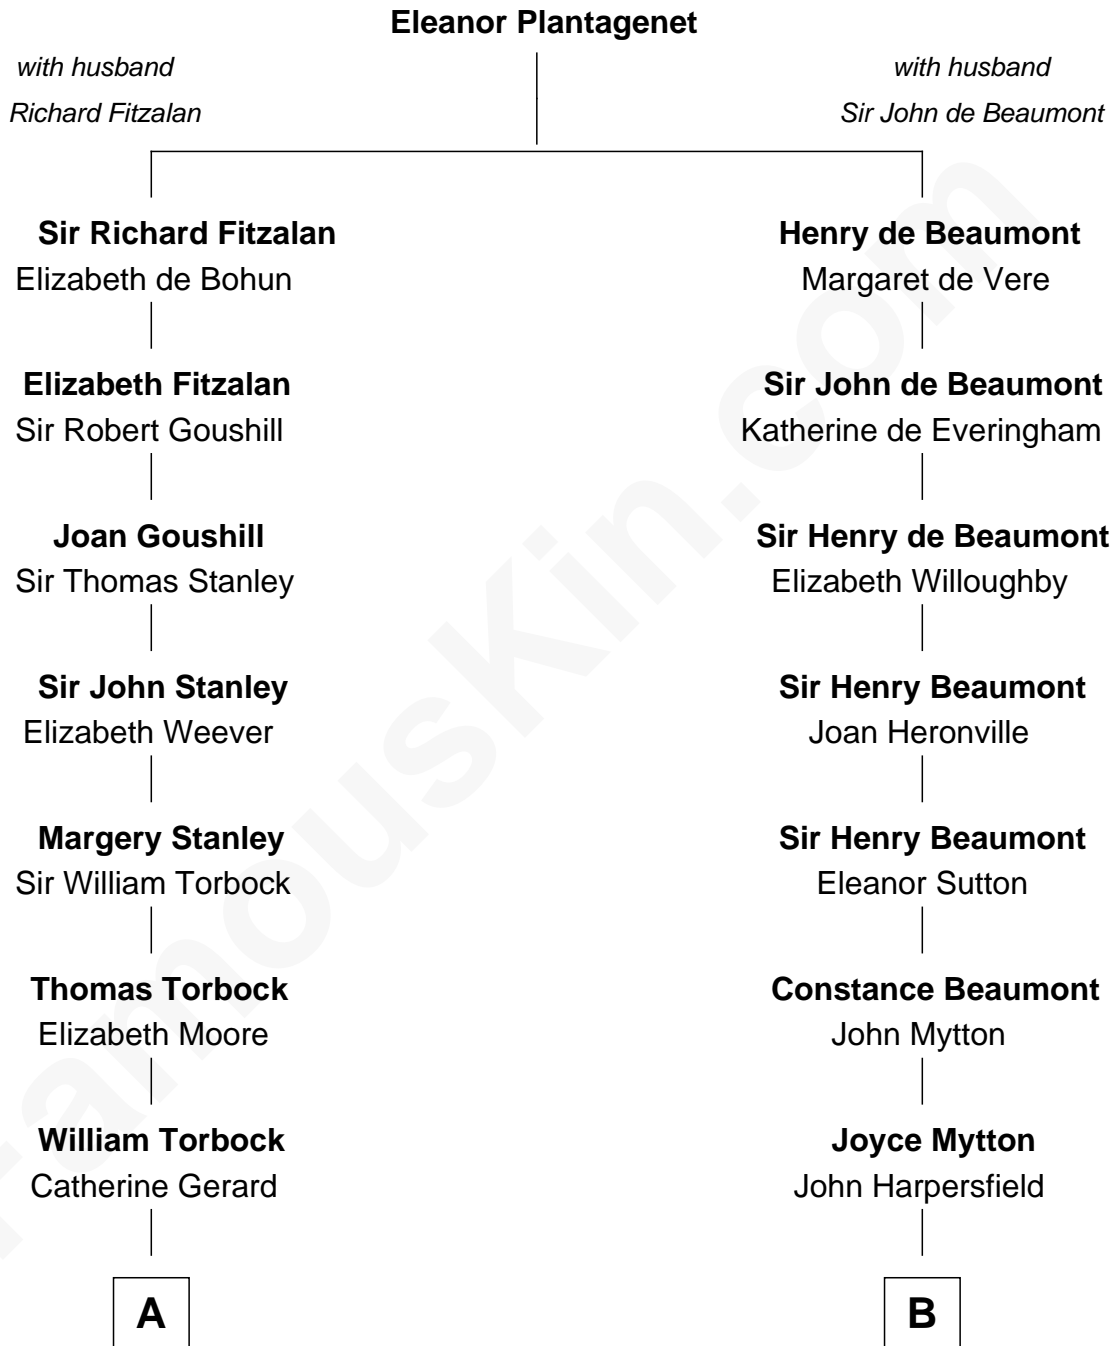 Eleanor Plantagenet
with husband
Richard Fitzalan
with husband
Sir John de Beaumont
Sir Richard Fitzalan
Elizabeth de Bohun
Henry de Beaumont
Margaret de Vere
Elizabeth Fitzalan
Sir Robert Goushill
Sir John de Beaumont
Katherine de Everingham
Joan Goushill
Sir Thomas Stanley
Sir Henry de Beaumont
Elizabeth Willoughby
Sir John Stanley
Elizabeth Weever
Sir Henry Beaumont
Joan Heronville
Margery Stanley
Sir William Torbock
Sir Henry Beaumont
Eleanor Sutton
Thomas Torbock
Elizabeth Moore
Constance Beaumont
John Mytton
William Torbock
Catherine Gerard
Joyce Mytton
John Harpersfield
A
B
FamousKin.com